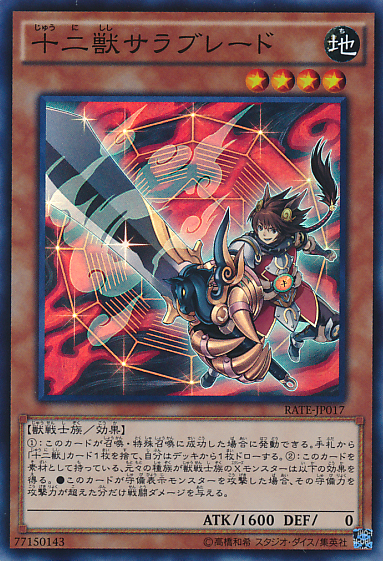 じゅう に しし
十二獣サラブレード
ち
地
RATE-JP017
【獣戦士族/効果】
①:このカードが召喚・特殊召喚に成功した場合に発動できる。手札から
「十二獣」カード1枚を捨て、自分はデッキから1枚ドローする。②:このカードを
素材として持っている、元々の種族が獣戦士族のXモンスターは以下の効果を
得る。●このカードが守備表示モンスターを攻撃した場合、その守備力を
攻撃力が超えた分だけ戦闘ダメージを与える。
ATK/1600 DEF/ 0
77150143
©高橋和希 スタジオ・ダイス/集英社